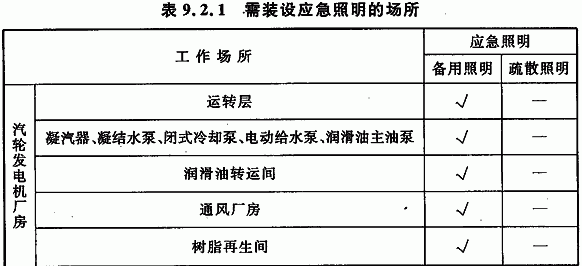 表 9.2.1 需装设应急照明的场所
工作场所 应急照明
备用照明 疏散照明
汽轮发电机厂房
运转层 √ —
凝汽器、凝结水泵、闭式冷却泵、电动给水泵、润滑油主油泵 √ —
润滑油转运间 √ —
通风厂房 √ —
树脂再生间 √ —